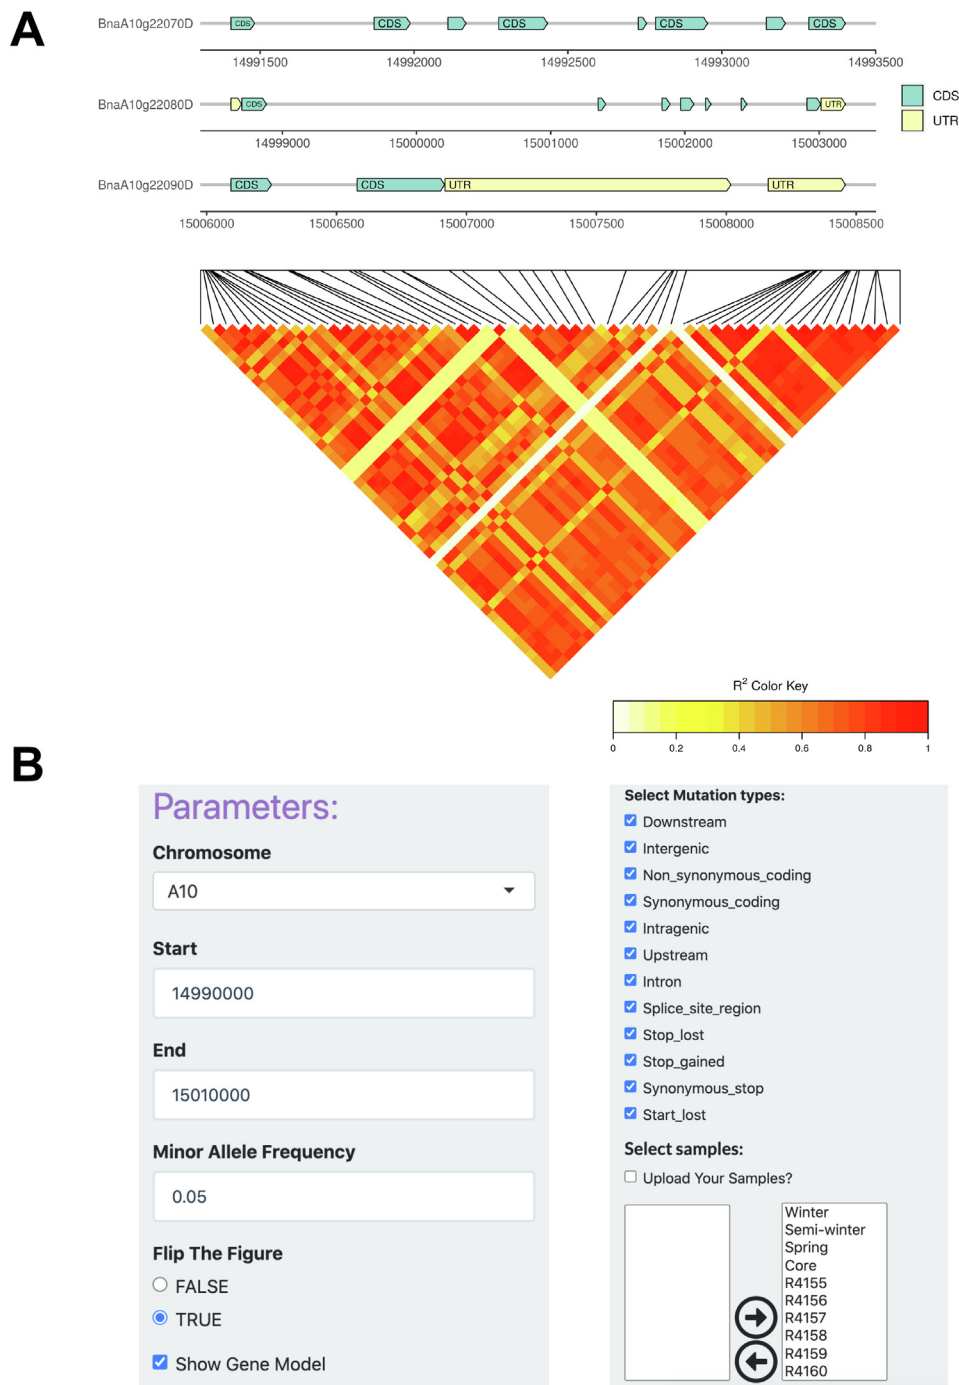 A
BnaA10g22070D
CDS CDS CDS CDS CDS
14991500 14992000 14992500 14993000 14993500
BnaA10g22080D
CDS UTR
14999000 15000000 15001000 15002000 15003000
CDS
UTR
BnaA10g22090D
CDS CDS UTR UTR
15006000 15006500 15007000 15007500 15008000 15008500
R² Color Key
0 0.2 0.4 0.6 0.8 1
B
Parameters:
Chromosome
A10
Start
14990000
End
15010000
Minor Allele Frequency
0.05
Flip The Figure
FALSE
TRUE
Show Gene Model
Select Mutation types:
Downstream
Intergenic
Non_synonymous_coding
Synonymous_coding
Intragenic
Upstream
Intron
Splice_site_region
Stop_lost
Stop_gained
Synonymous_stop
Start_lost
Select samples:
Upload Your Samples?
Winter
Semi-winter
Spring
Core
R4155
R4156
R4157
R4158
R4159
R4160